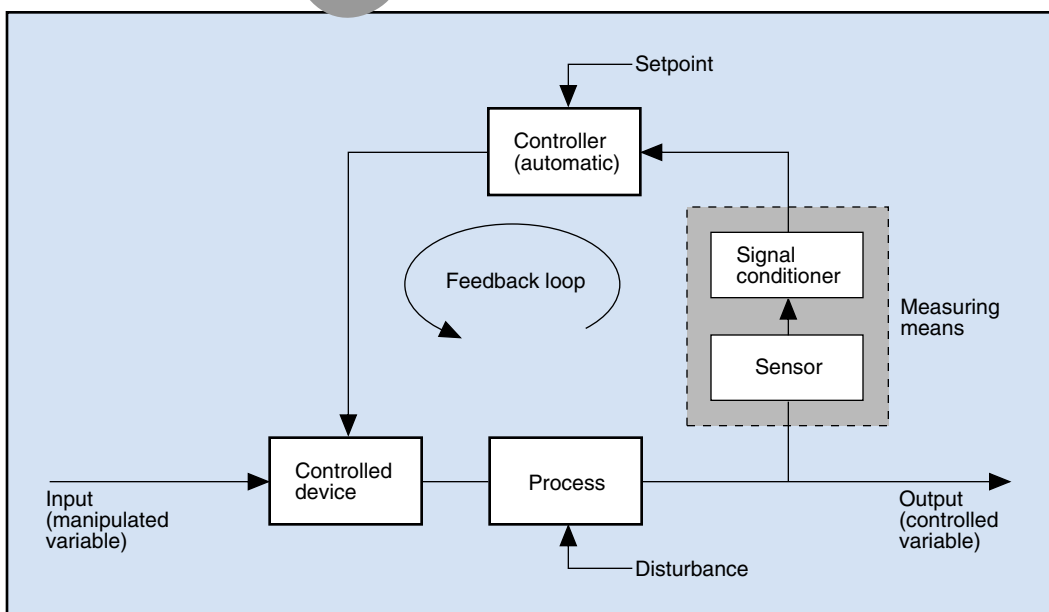 Setpoint
Controller
(automatic)
Signal
conditioner
Feedback loop
Measuring
means
Sensor
Controlled
device
Process
Input
(manipulated
variable)
Output
(controlled
variable)
Disturbance